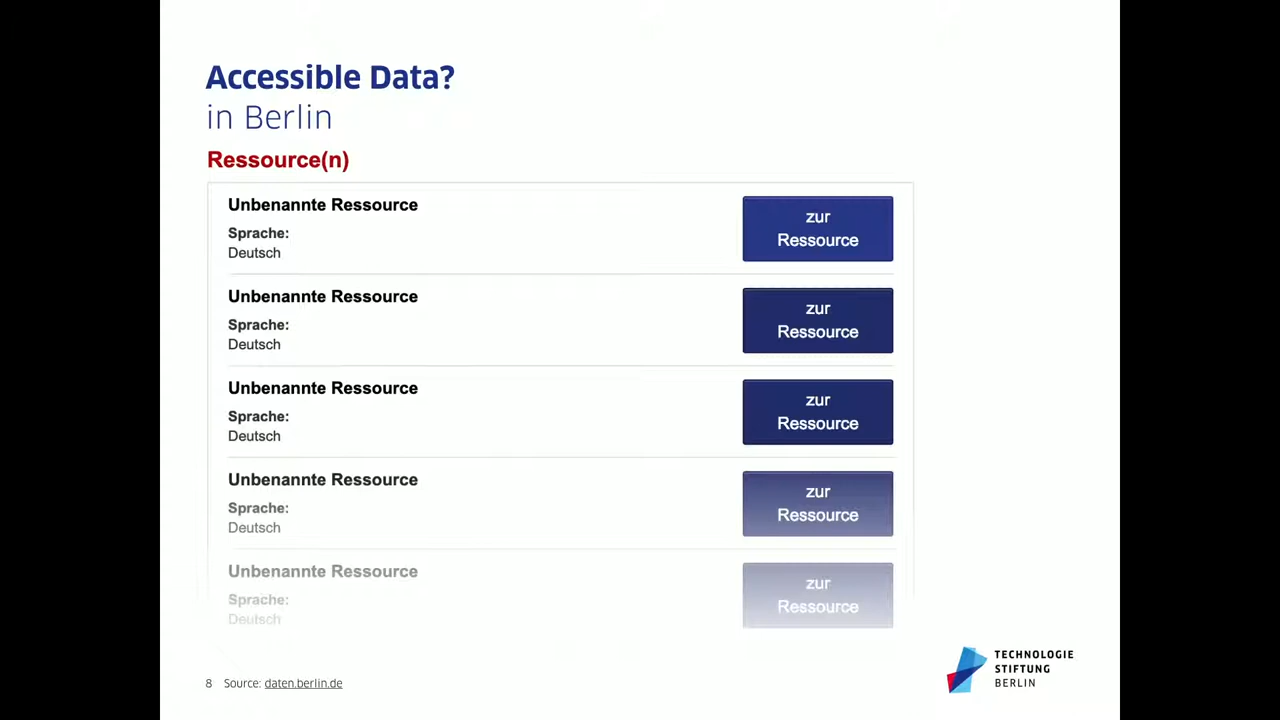 Accessible Data?
in Berlin
Ressource(n)
Unbenannte Ressource
Sprache:
Deutsch
zur
Ressource
Unbenannte Ressource
Sprache:
Deutsch
zur
Ressource
Unbenannte Ressource
Sprache:
Deutsch
zur
Ressource
Unbenannte Ressource
Sprache:
Deutsch
zur
Ressource
Unbenannte Ressource
Sprache:
Deutsch
zur
Ressource
8 Source: daten.berlin.de
TECHNOLOGIE
STIFTUNG
BERLIN